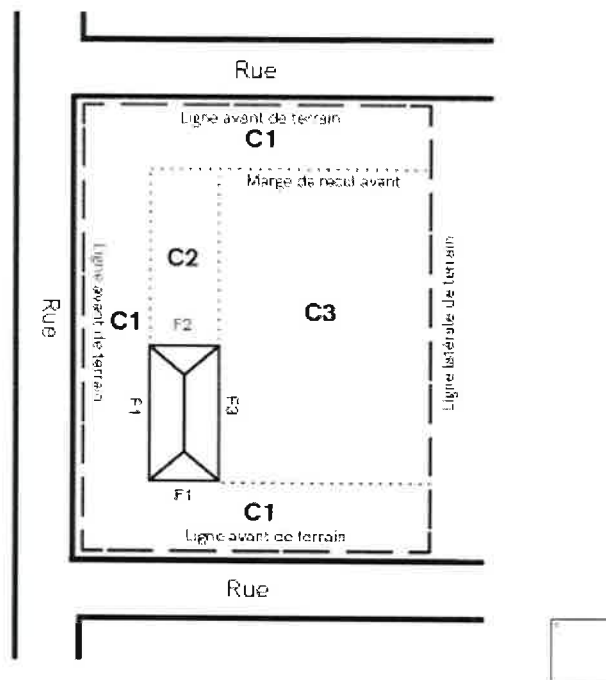 Rue
Ligne avant de terrain
C1
Marge de recul avant
C2
Ligne avant de terrain
Rue
C1
C3
Ligne latérale de terrain
F2
F1
F3
F1
C1
Ligne avant de terrain
Rue